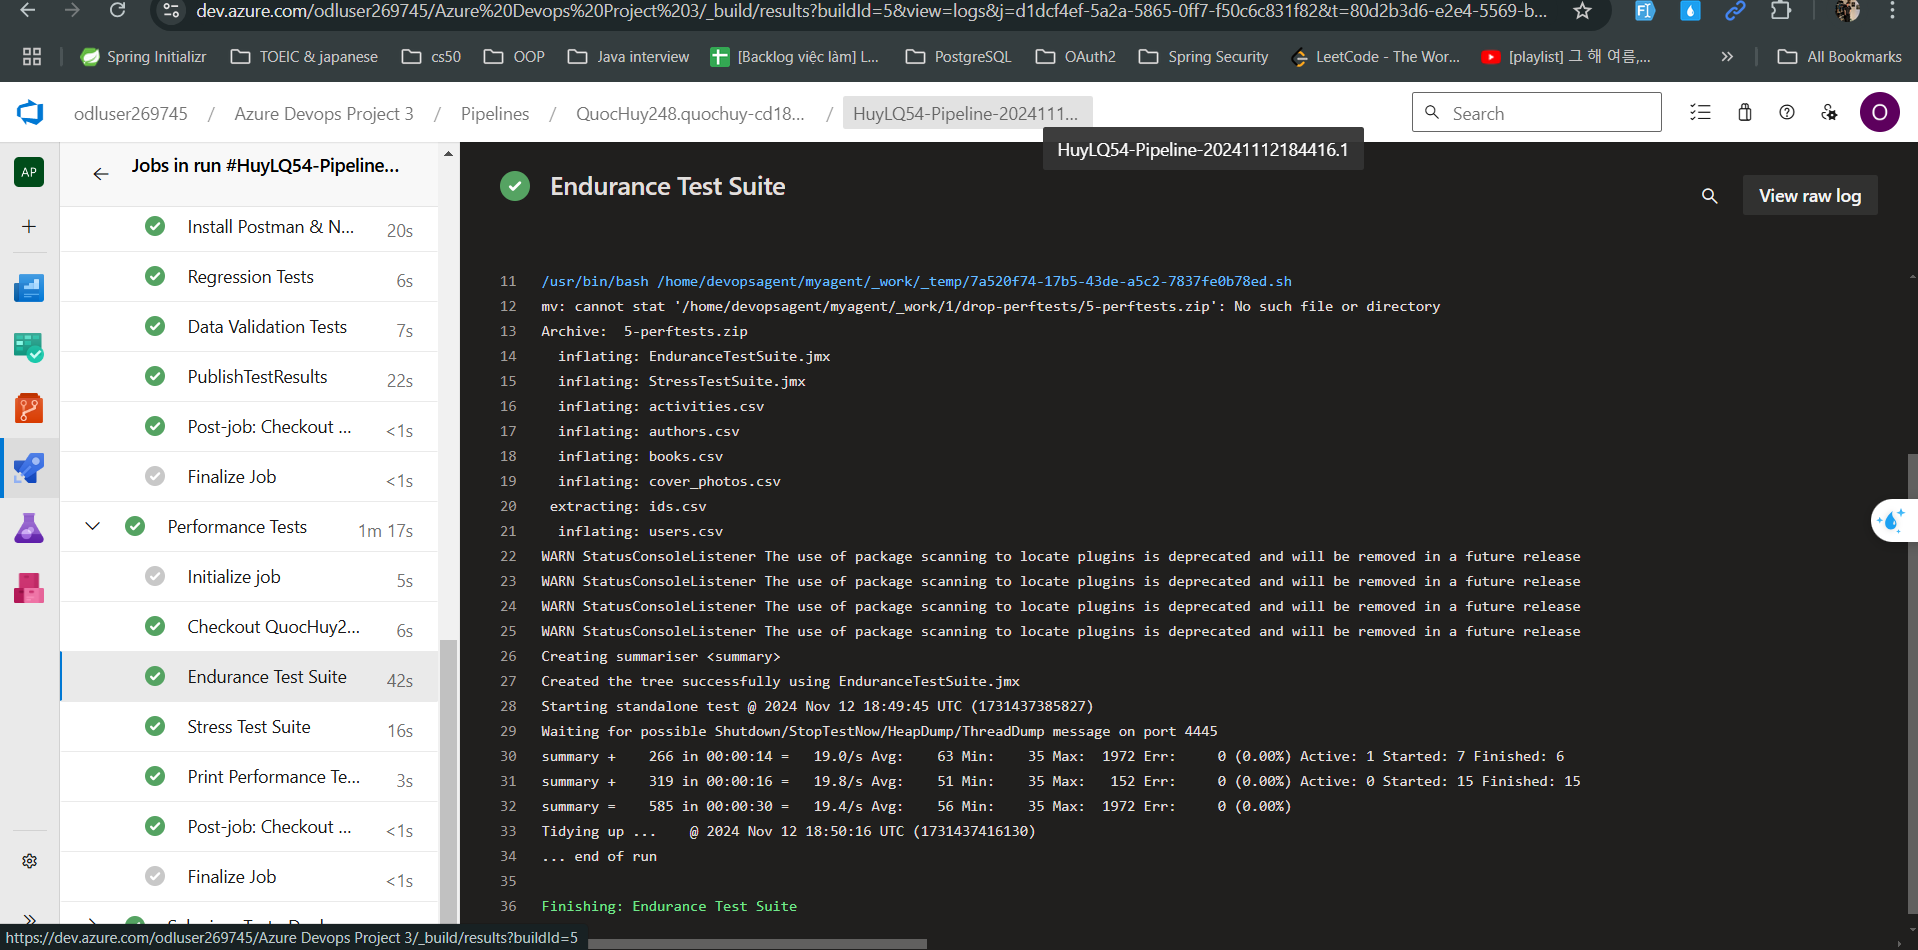 dev.azure.com/odluser269745/Azure%20Devops%20Project%203/_build/results?buildId=5&view=logs&j=d1dcf4ef-5a2a-5865-0ff7-f50c6c831f82&t=80d2b3d6-e2e4-5569-b...
Spring Initializr
TOEIC & japanese
cs50
OOP
Java interview
[Backlog việc làm] L...
PostgreSQL
OAuth2
Spring Security
LeetCode - The Wor...
[playlist] 그 해 여름,...
All Bookmarks
odluser269745 / Azure Devops Project 3 / Pipelines / QuocHuy248.quochuy-cd18... / HuyLQ54-Pipeline-2024111...
Search
O
HuyLQ54-Pipeline-20241112184416.1
AP
Jobs in run #HuyLQ54-Pipeline...
Install Postman & N... 20s
Regression Tests 6s
Data Validation Tests 7s
PublishTestResults 22s
Post-job: Checkout ... <1s
Finalize Job <1s
Performance Tests 1m 17s
Initialize job 5s
Checkout QuocHuy2... 6s
Endurance Test Suite 42s
Stress Test Suite 16s
Print Performance Te... 3s
Post-job: Checkout ... <1s
Finalize Job <1s
Endurance Test Suite
View raw log
11 /usr/bin/bash /home/devopsagent/myagent/_work/_temp/7a520f74-17b5-43de-a5c2-7837fe0b78ed.sh
12 mv: cannot stat '/home/devopsagent/myagent/_work/1/drop-perftests/5-perftests.zip': No such file or directory
13 Archive:  5-perftests.zip
14 inflating: EnduranceTestSuite.jmx
15 inflating: StressTestSuite.jmx
16 inflating: activities.csv
17 inflating: authors.csv
18 inflating: books.csv
19 inflating: cover_photos.csv
20 extracting: ids.csv
21 inflating: users.csv
22 WARN StatusConsoleListener The use of package scanning to locate plugins is deprecated and will be removed in a future release
23 WARN StatusConsoleListener The use of package scanning to locate plugins is deprecated and will be removed in a future release
24 WARN StatusConsoleListener The use of package scanning to locate plugins is deprecated and will be removed in a future release
25 WARN StatusConsoleListener The use of package scanning to locate plugins is deprecated and will be removed in a future release
26 Creating summariser <summary>
27 Created the tree successfully using EnduranceTestSuite.jmx
28 Starting standalone test @ 2024 Nov 12 18:49:45 UTC (1731437385827)
29 Waiting for possible Shutdown/StopTestNow/HeapDump/ThreadDump message on port 4445
30 summary +    266 in 00:00:14 =   19.0/s Avg:    63 Min:    35 Max:  1972 Err:     0 (0.00%) Active: 1 Started: 7 Finished: 6
31 summary +    319 in 00:00:16 =   19.8/s Avg:    51 Min:    35 Max:   152 Err:     0 (0.00%) Active: 0 Started: 15 Finished: 15
32 summary =    585 in 00:00:30 =   19.4/s Avg:    56 Min:    35 Max:  1972 Err:     0 (0.00%)
33 Tidying up ...    @ 2024 Nov 12 18:50:16 UTC (1731437416130)
34 ... end of run
35
36 Finishing: Endurance Test Suite
https://dev.azure.com/odluser269745/Azure Devops Project 3/_build/results?buildId=5